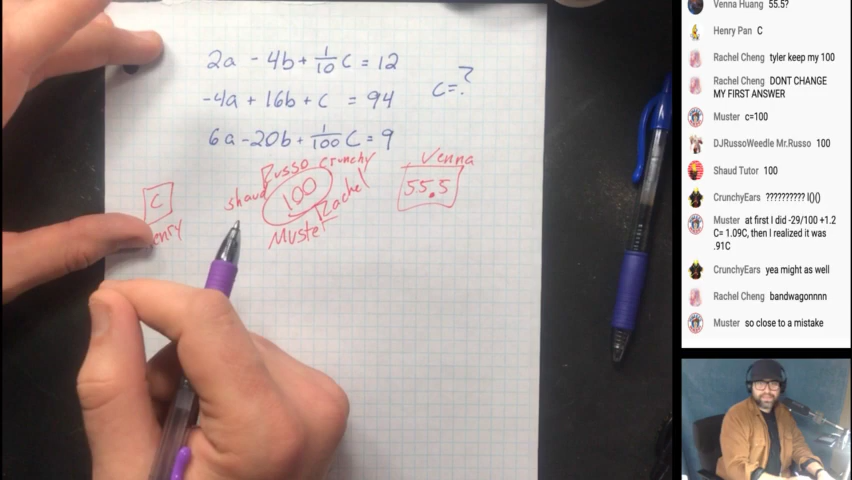 2a - 4b + 1/10 C = 12
-4a + 16b + C = 94
6a - 20b + 1/100 C = 9
C = ?
Russo Crunchy
Venna
shaud
100
Rachel
55.5
C
Muster
Venna Huang 55.5?
Henry Pan C
Rachel Cheng tyler keep my 100
Rachel Cheng DONT CHANGE
MY FIRST ANSWER
Muster c=100
DJRussoWeedle Mr.Russo 100
Shaud Tutor 100
CrunchyEars ?????????? I()()
Muster at first I did -29/100 +1.2
C= 1.09C, then I realized it was
.91C
CrunchyEars yea might as well
Rachel Cheng bandwagonnnn
Muster so close to a mistake